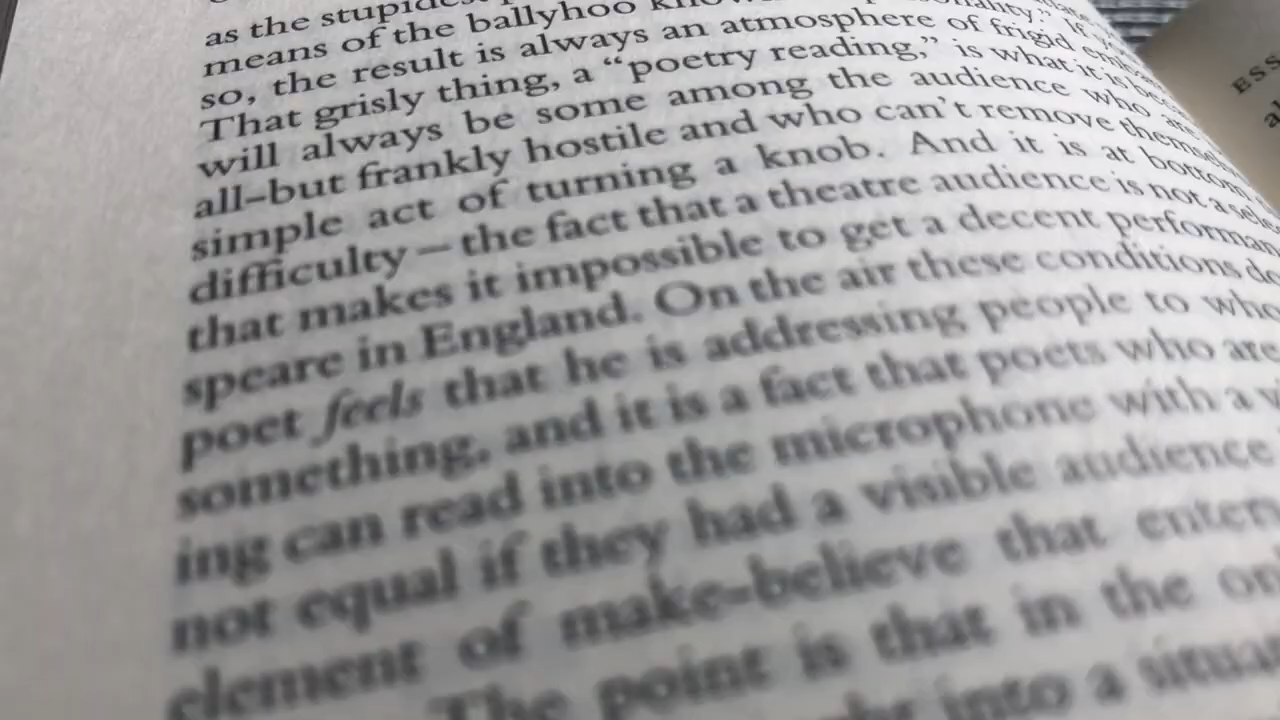 as the
means of the ballyhoo
so, the result is always an atmosphere of frigid
That grisly thing, a “poetry reading,” is what it is
will always be some among the audience who are
all-but frankly hostile and who can't remove
simple act of turning a knob. And it is at bottom
difficulty — the fact that a theatre audience is not a
that makes it impossible to get a decent
speare in England. On the air these conditions do
poet feels that he is addressing people to
something, and it is a fact that poets who are
ing can read into the microphone with a
not equal if they had a visible audience
element of make-believe that
The point is that in the
into a
ESS